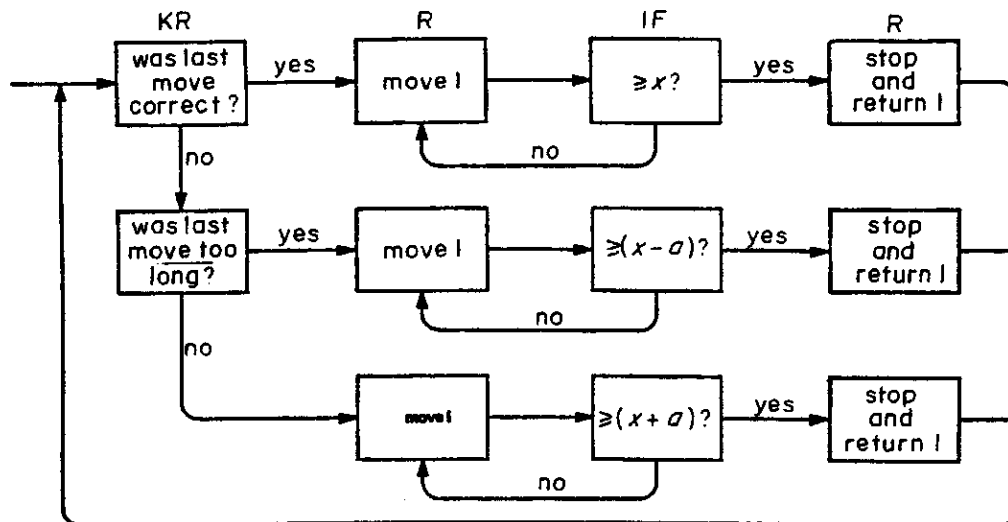 KR R IF R
was last
move
correct?
yes
move l
≥x?
yes
stop
and
return l
no
no
was last
move too
long?
yes
move l
≥(x−a)?
yes
stop
and
return l
no
no
move l
≥(x+a)?
yes
stop
and
return l
no